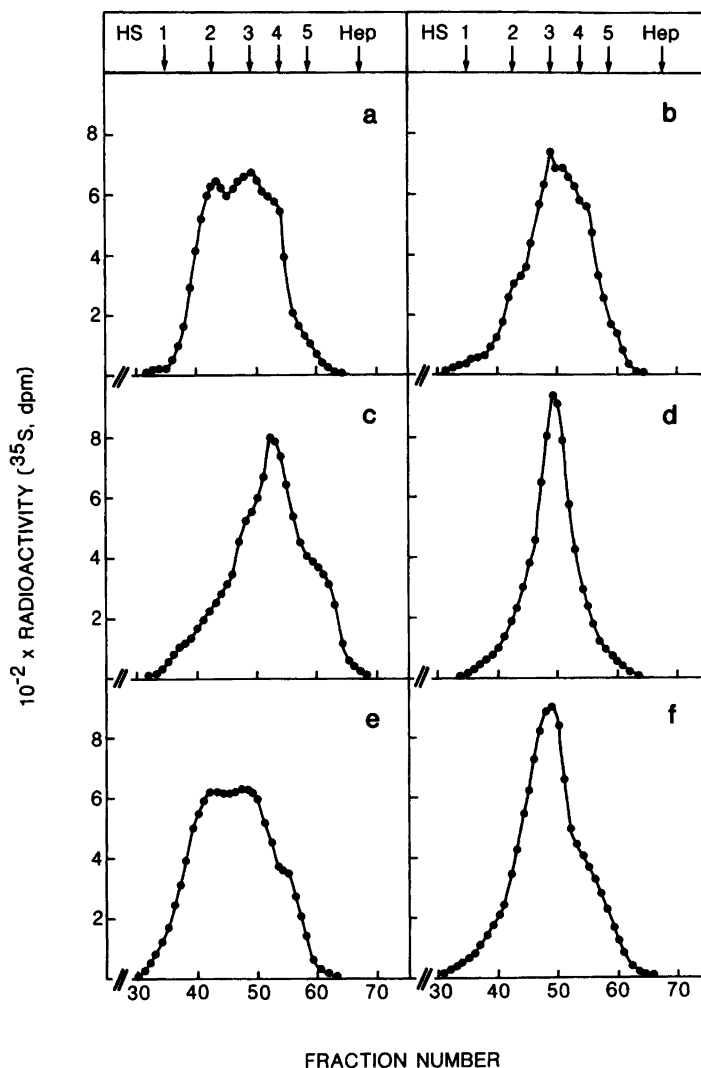 HS 1 2 3 4 5 Hep HS 1 2 3 4 5 Hep
a b
8
6
4
2
c d
8
6
4
2
e f
8
6
4
2
30 40 50 60 70 30 40 50 60 70
10⁻² x RADIOACTIVITY (³⁵S, dpm)
FRACTION NUMBER